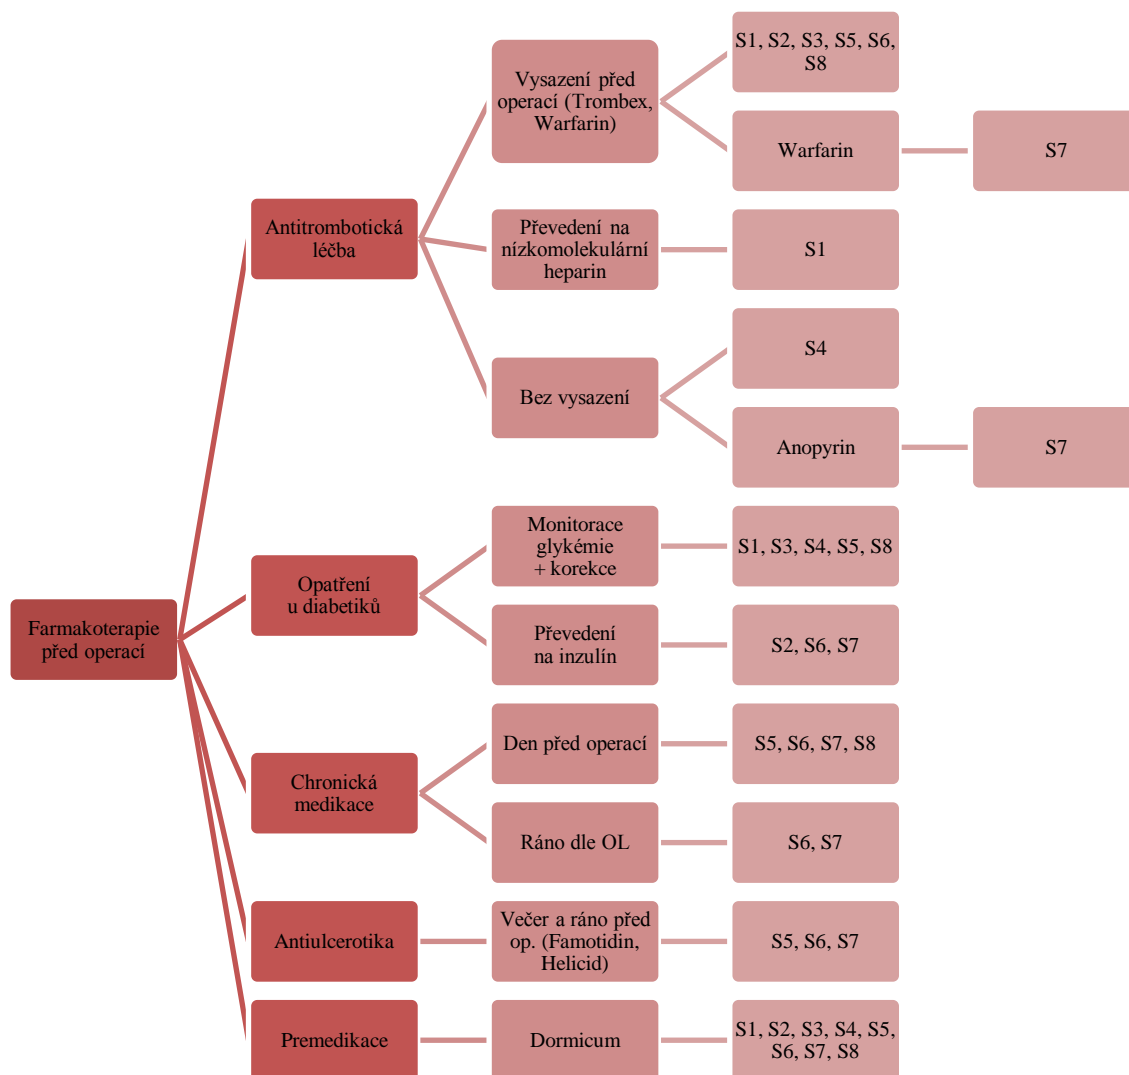 Farmakoterapie
před operací
Antitrombotická
léčba
Vysazení před
operací (Trombex,
Warfarin)
S1, S2, S3, S5, S6,
S8
Warfarin
S7
Převedení na
nízkomolekulární
heparin
S1
Bez vysazení
S4
Anopyrin
S7
Opatření
u diabetiků
Monitorace
glykémie
+ korekce
S1, S3, S4, S5, S8
Převedení
na inzulín
S2, S6, S7
Chronická
medikace
Den před operací
S5, S6, S7, S8
Ráno dle OL
S6, S7
Antiulcerotika
Večer a ráno před
op. (Famotidin,
Helicid)
S5, S6, S7
Premedikace
Dormicum
S1, S2, S3, S4, S5,
S6, S7, S8